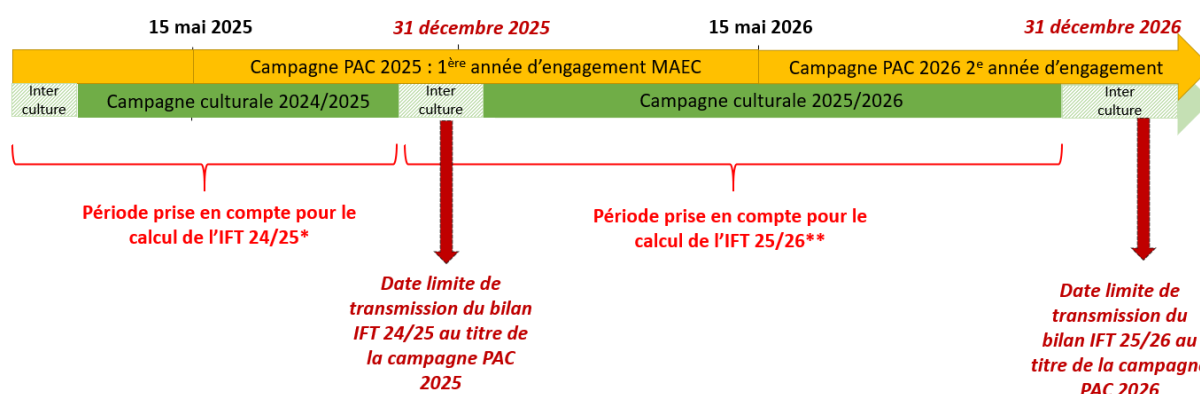 15 mai 2025
31 décembre 2025
15 mai 2026
31 décembre 2026
Campagne PAC 2025 : 1ère année d'engagement MAEC
Campagne PAC 2026 2e année d'engagement
Inter
culture
Campagne culturale 2024/2025
Inter
culture
Campagne culturale 2025/2026
Inter
culture
Période prise en compte pour le
calcul de l'IFT 24/25*
Période prise en compte pour le
calcul de l'IFT 25/26**
Date limite de
transmission du bilan
IFT 24/25 au titre de
la campagne PAC
2025
Date limite de
transmission du
bilan IFT 25/26 au
titre de la campagne
PAC 2026